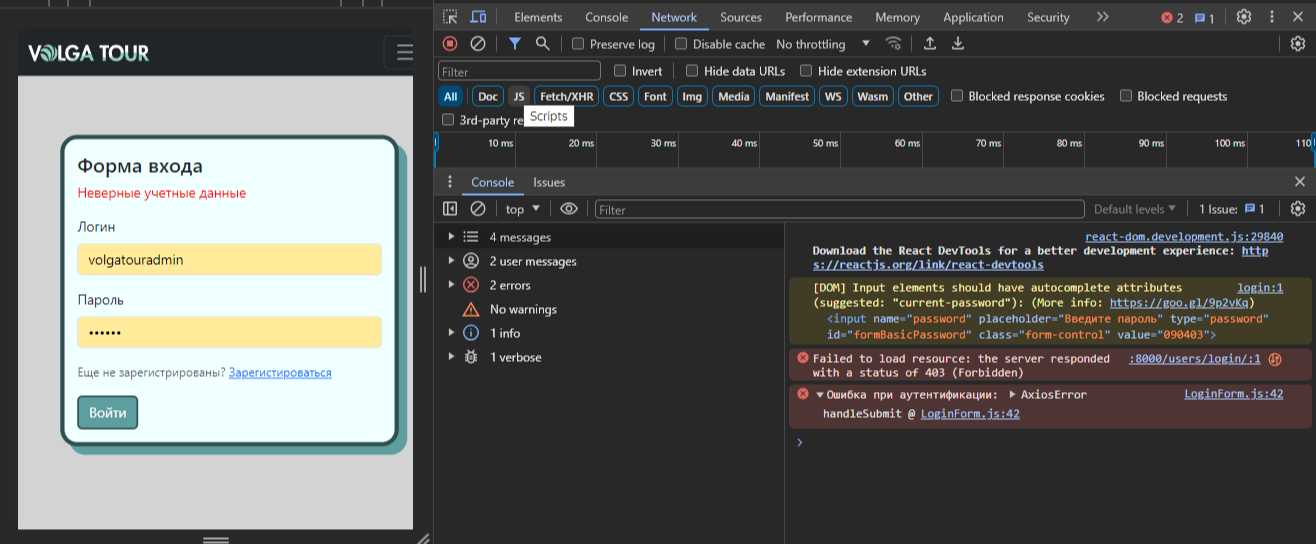 VOLGA TOUR
Форма входа
Неверные учетные данные
Логин
volgatouradmin
Пароль
••••••
Еще не зарегистрированы? Зарегистироваться
Войти
Elements Console Network Sources Performance Memory Application Security 2 1
Preserve log Disable cache No throttling
Filter Invert Hide data URLs Hide extension URLs
All Doc JS Fetch/XHR CSS Font Img Media Manifest WS Wasm Other Blocked response cookies Blocked requests
3rd-party re
Scripts
10 ms 20 ms 30 ms 40 ms 50 ms 60 ms 70 ms 80 ms 90 ms 100 ms 110
Console Issues
top Filter Default levels 1 Issue: 1
4 messages
2 user messages
2 errors
No warnings
1 info
1 verbose
react-dom.development.js:29840
Download the React DevTools for a better development experience: http
s://reactjs.org/link/react-devtools
[DOM] Input elements should have autocomplete attributes login:1
(suggested: "current-password"): (More info: https://goo.gl/9p2vKq)
<input name="password" placeholder="Введите пароль" type="password"
id="formBasicPassword" class="form-control" value="090403">
Failed to load resource: the server responded :8000/users/login/:1
with a status of 403 (Forbidden)
Ошибка при аутентификации: AxiosError LoginForm.js:42
handleSubmit @ LoginForm.js:42